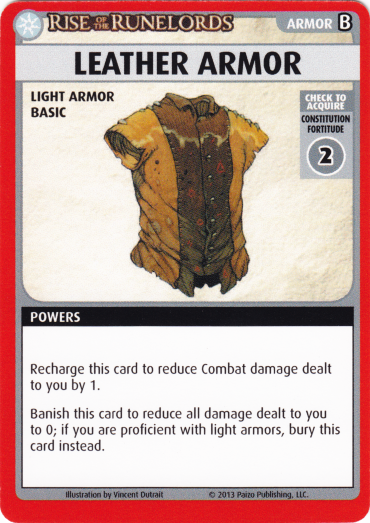 RISE OF THE RUNELORDS ARMOR B
LEATHER ARMOR
LIGHT ARMOR
BASIC
CHECK TO
ACQUIRE
CONSTITUTION
FORTITUDE
2
POWERS
Recharge this card to reduce Combat damage dealt
to you by 1.
Banish this card to reduce all damage dealt to you
to 0; if you are proficient with light armors, bury this
card instead.
Illustration by Vincent Dutrait © 2013 Paizo Publishing, LLC.